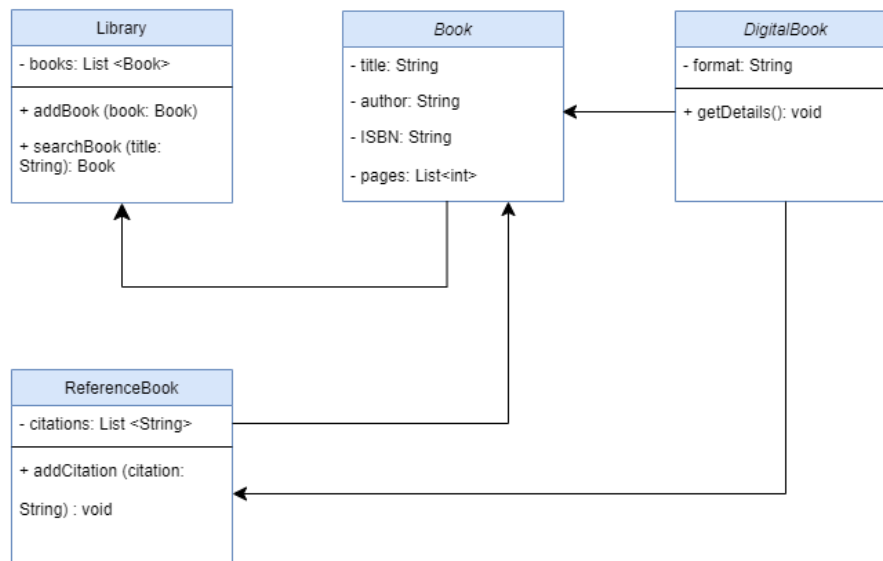 Library
- books: List <Book>
+ addBook (book: Book)
+ searchBook (title:
String): Book
Book
- title: String
- author: String
- ISBN: String
- pages: List<int>
DigitalBook
- format: String
+ getDetails(): void
ReferenceBook
- citations: List <String>
+ addCitation (citation:
String) : void